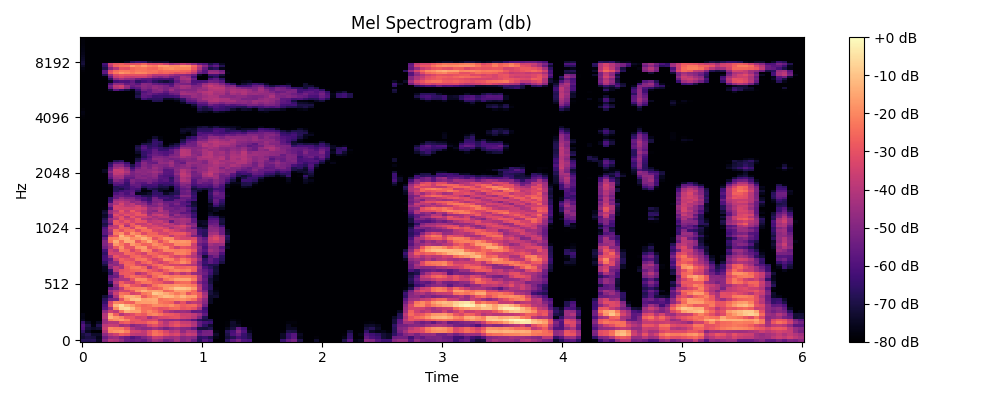 Mel Spectrogram (db)
Hz
8192
4096
2048
1024
512
0
0 1 2 3 4 5 6
Time
+0 dB
-10 dB
-20 dB
-30 dB
-40 dB
-50 dB
-60 dB
-70 dB
-80 dB